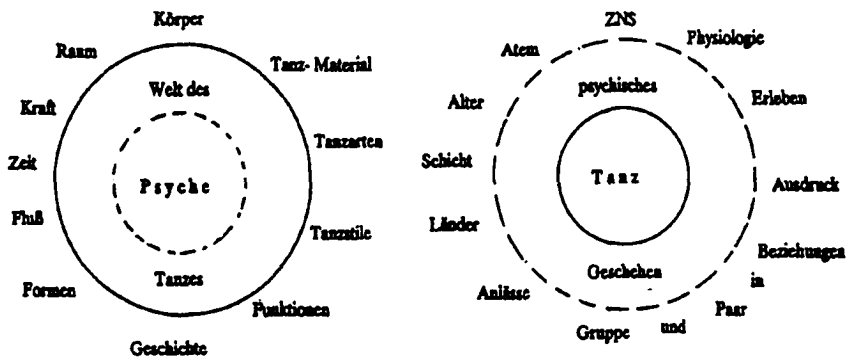 Körper
Raum
Tanz-Material
Welt des
Kraft
Tanzarten
Zeit
Psyche
Fluß
Tanzstile
Tanzes
Formen
Funktionen
Geschichte
ZNS
Atem
Physiologie
psychisches
Alter
Erleben
Schicht
Tanz
Ausdruck
Länder
Beziehungen
Geschehen
in
Anlässe
Paar
und
Gruppe